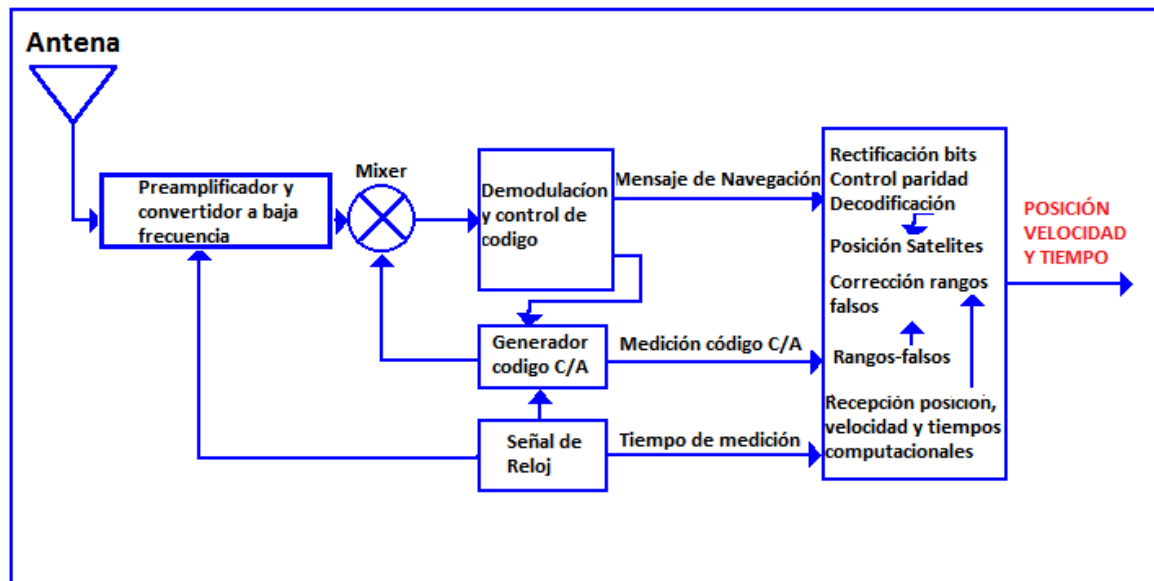 Antena
Preamplificador y
convertidor a baja
frecuencia
Mixer
Demodulacíon
y control de
codigo
Mensaje de Navegación
Generador
codigo C/A
Medición código C/A
Señal de
Reloj
Tiempo de medición
Rectificación bits
Control paridad
Decodificación
Posición Satelites
Corrección rangos
falsos
Rangos-falsos
Recepción posición,
velocidad y tiempos
computacionales
POSICIÓN
VELOCIDAD
Y TIEMPO